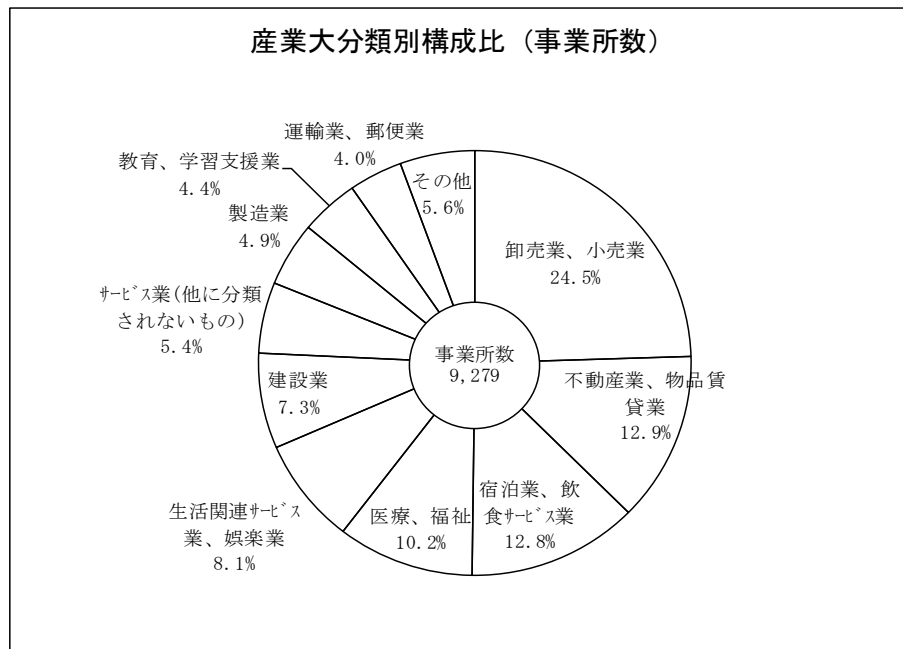 産業大分類別構成比（事業所数）
卸売業、小売業
24.5%
不動産業、物品賃
貸業
12.9%
宿泊業、飲
食ｻｰﾋﾞｽ業
12.8%
医療、福祉
10.2%
生活関連ｻｰﾋﾞｽ
業、娯楽業
8.1%
建設業
7.3%
ｻｰﾋﾞｽ業(他に分類
されないもの)
5.4%
製造業
4.9%
教育、学習支援業
4.4%
運輸業、郵便業
4.0%
その他
5.6%
事業所数
9,279